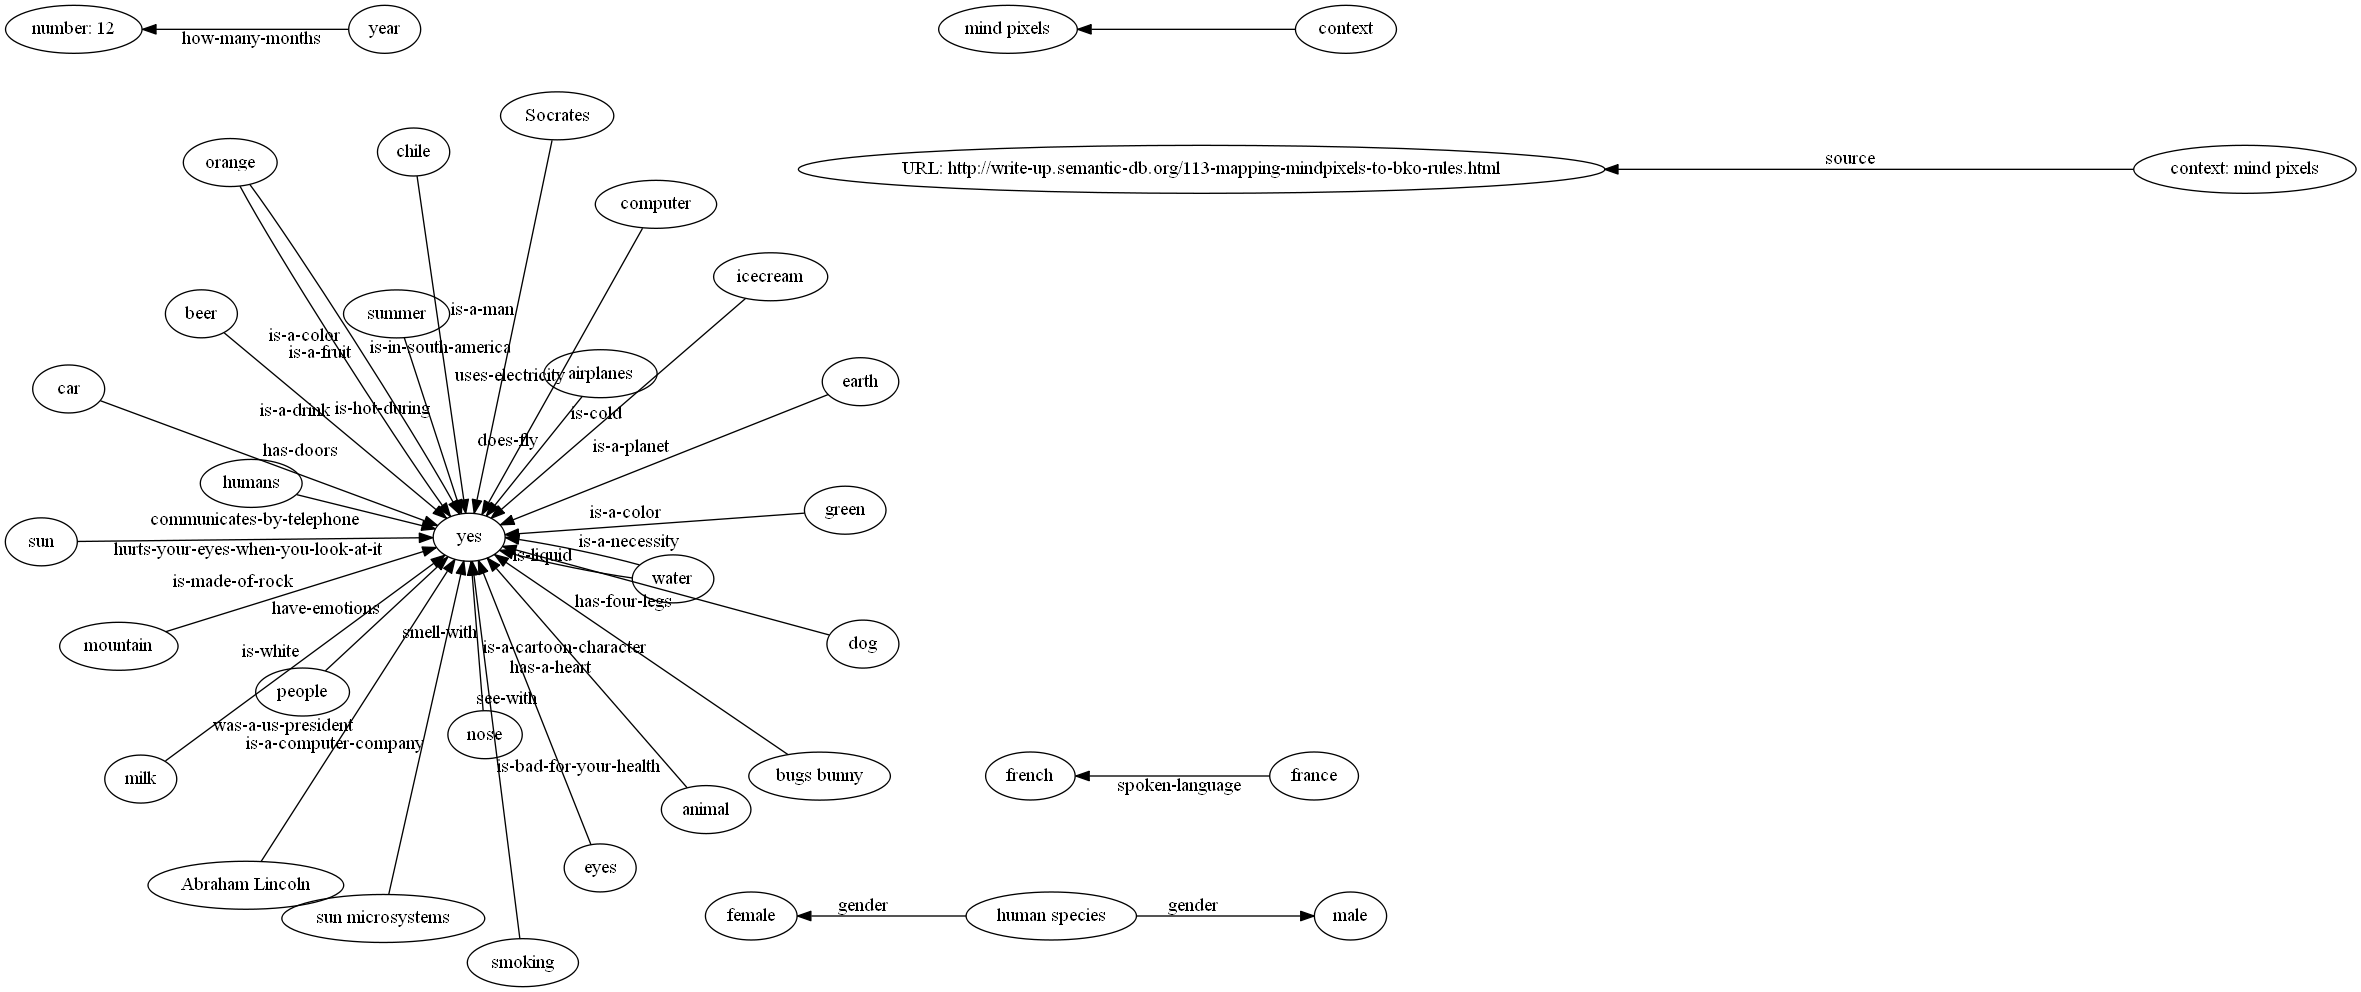 number: 12
how-many-months
year
mind pixels
context
Socrates
orange
chile
URL: http://write-up.semantic-db.org/113-mapping-mindpixels-to-bko-rules.html
source
context: mind pixels
computer
icecream
beer
summer
is-a-man
is-a-color
is-a-fruit
is-in-south-america
uses-electricity
airplanes
earth
car
is-a-drink
is-hot-during
is-cold
does-fly
is-a-planet
has-doors
humans
green
is-a-color
communicates-by-telephone
sun
yes
is-a-necessity
hurts-your-eyes-when-you-look-at-it
is-liquid
water
is-made-of-rock
have-emotions
has-four-legs
smell-with
mountain
is-white
is-a-cartoon-character
dog
has-a-heart
people
see-with
was-a-us-president
nose
is-a-computer-company
is-bad-for-your-health
milk
bugs bunny
french
spoken-language
france
animal
eyes
Abraham Lincoln
sun microsystems
female
gender
human species
gender
male
smoking